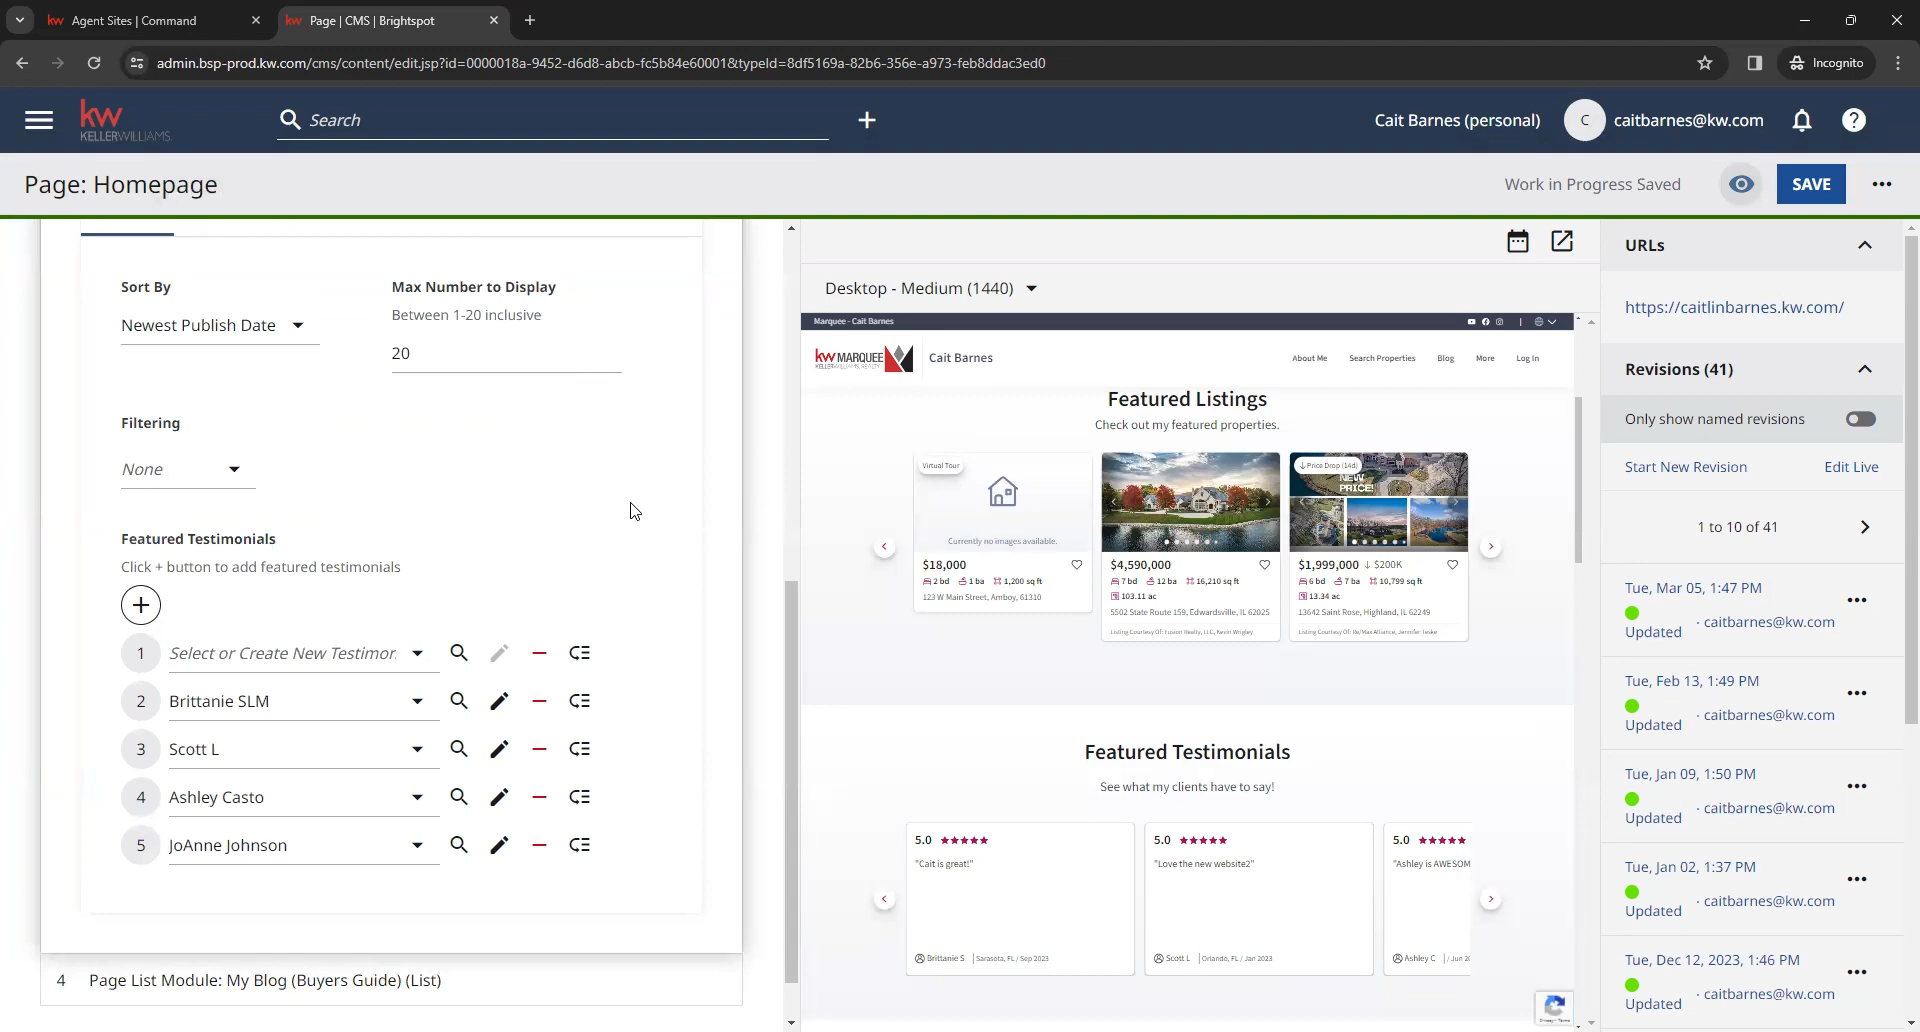 Agent Sites | Command
Page | CMS | Brightspot
admin.bsp-prod.kw.com/cms/content/edit.jsp?id=0000018a-9452-d6d8-abcb-fc5b84e60001&typeId=8df5169a-82b6-356e-a973-feb8ddac3ed0
Incognito
kw
KELLERWILLIAMS.
Search
Cait Barnes (personal)
C
caitbarnes@kw.com
Page: Homepage
Work in Progress Saved
SAVE
Sort By
Newest Publish Date
Max Number to Display
Between 1-20 inclusive
20
Filtering
None
Featured Testimonials
Click + button to add featured testimonials
1 Select or Create New Testimor
2 Brittanie SLM
3 Scott L
4 Ashley Casto
5 JoAnne Johnson
4 Page List Module: My Blog (Buyers Guide) (List)
Desktop - Medium (1440)
Marquee - Cait Barnes
kw MARQUEE
KELLERWILLIAMS. REALTY
Cait Barnes
About Me
Search Properties
Blog
More
Log In
Featured Listings
Check out my featured properties.
Virtual Tour
Currently no images available.
$18,000
2 bd 1 ba 1,200 sq ft
123 W Main Street, Amboy, 61310
$4,590,000
7 bd 12 ba 16,210 sq ft
103.11 ac
5502 State Route 159, Edwardsville, IL 62025
Listing Courtesy Of: Fusion Realty, LLC, Kevin Wrigley
↓ Price Drop (14d)
NEW
PRICE!
$1,999,000 ↓ $200K
6 bd 7 ba 10,799 sq ft
13.34 ac
13642 Saint Rose, Highland, IL 62249
Listing Courtesy Of: Re/Max Alliance, Jennifer Teske
Featured Testimonials
See what my clients have to say!
5.0
"Cait is great!"
Brittanie S | Sarasota, FL / Sep 2023
5.0
"Love the new website2"
Scott L | Orlando, FL / Jan 2023
5.0
"Ashley is AWESOM
Ashley C | / Jun 20
Privacy - Terms
URLs
https://caitlinbarnes.kw.com/
Revisions (41)
Only show named revisions
Start New Revision
Edit Live
1 to 10 of 41
Tue, Mar 05, 1:47 PM
Updated · caitbarnes@kw.com
Tue, Feb 13, 1:49 PM
Updated · caitbarnes@kw.com
Tue, Jan 09, 1:50 PM
Updated · caitbarnes@kw.com
Tue, Jan 02, 1:37 PM
Updated · caitbarnes@kw.com
Tue, Dec 12, 2023, 1:46 PM
Updated · caitbarnes@kw.com